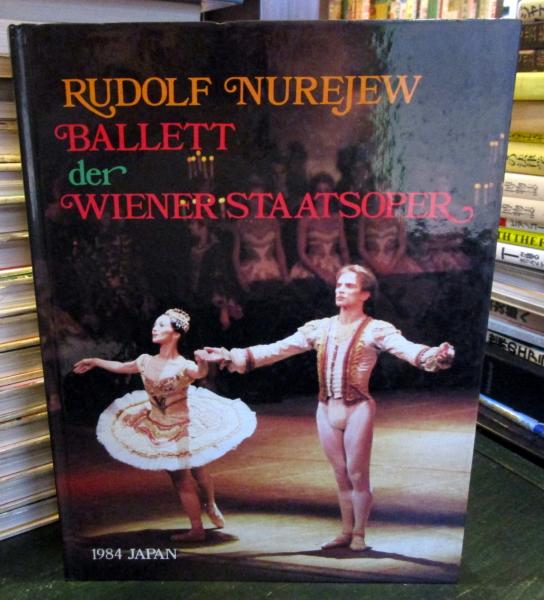 RUDOLF NUREJEW
BALLETT
der
WIENER STAATSOPER
1984 JAPAN